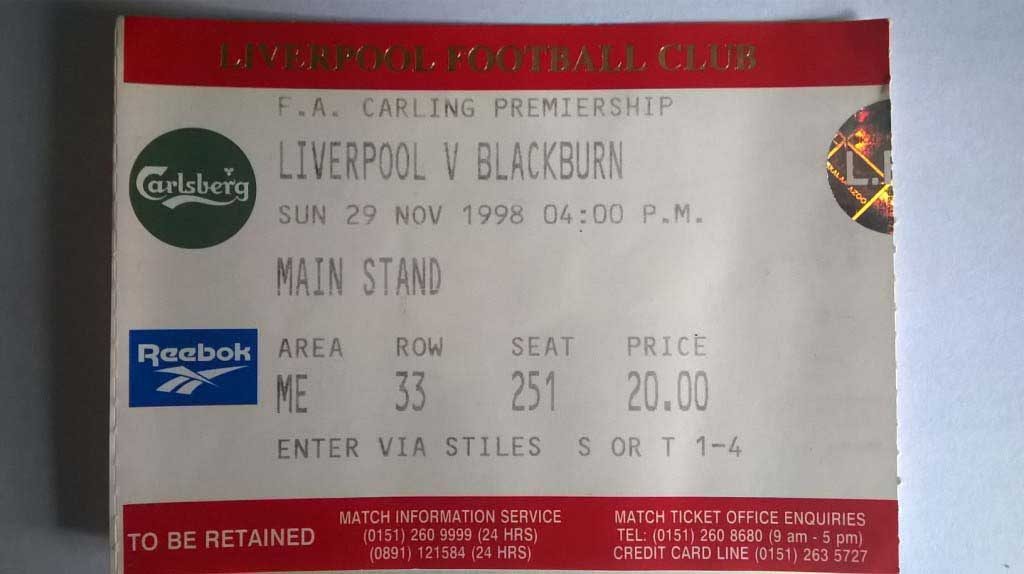 LIVERPOOL FOOTBALL CLUB
F.A. CARLING PREMIERSHIP
LIVERPOOL V BLACKBURN
SUN 29 NOV 1998 04:00 P.M.
Carlsberg
L.F
MAIN STAND
Reebok
AREA ROW SEAT PRICE
ME 33 251 20.00
ENTER VIA STILES S OR T 1-4
TO BE RETAINED
MATCH INFORMATION SERVICE
(0151) 260 9999 (24 HRS)
(0891) 121584 (24 HRS)
MATCH TICKET OFFICE ENQUIRIES
TEL: (0151) 260 8680 (9 am - 5 pm)
CREDIT CARD LINE (0151) 263 5727